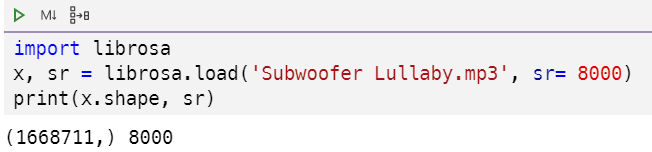 M↓
import librosa
x, sr = librosa.load('Subwoofer Lullaby.mp3', sr= 8000)
print(x.shape, sr)
(1668711,) 8000